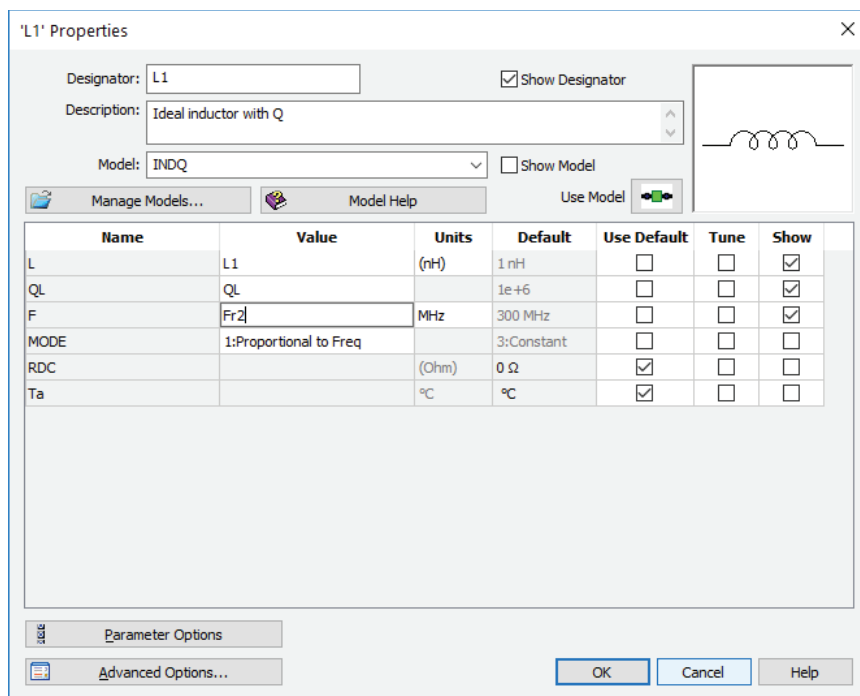 'L1' Properties
Designator: L1 Show Designator
Description: Ideal inductor with Q
Model: INDQ Show Model
Manage Models... Model Help Use Model
Name Value Units Default Use Default Tune Show
L L1 (nH) 1 nH
QL QL 1e+6
F Fr2 MHz 300 MHz
MODE 1:Proportional to Freq 3:Constant
RDC (Ohm) 0 Ω
Ta ºC ºC
Parameter Options
Advanced Options... OK Cancel Help